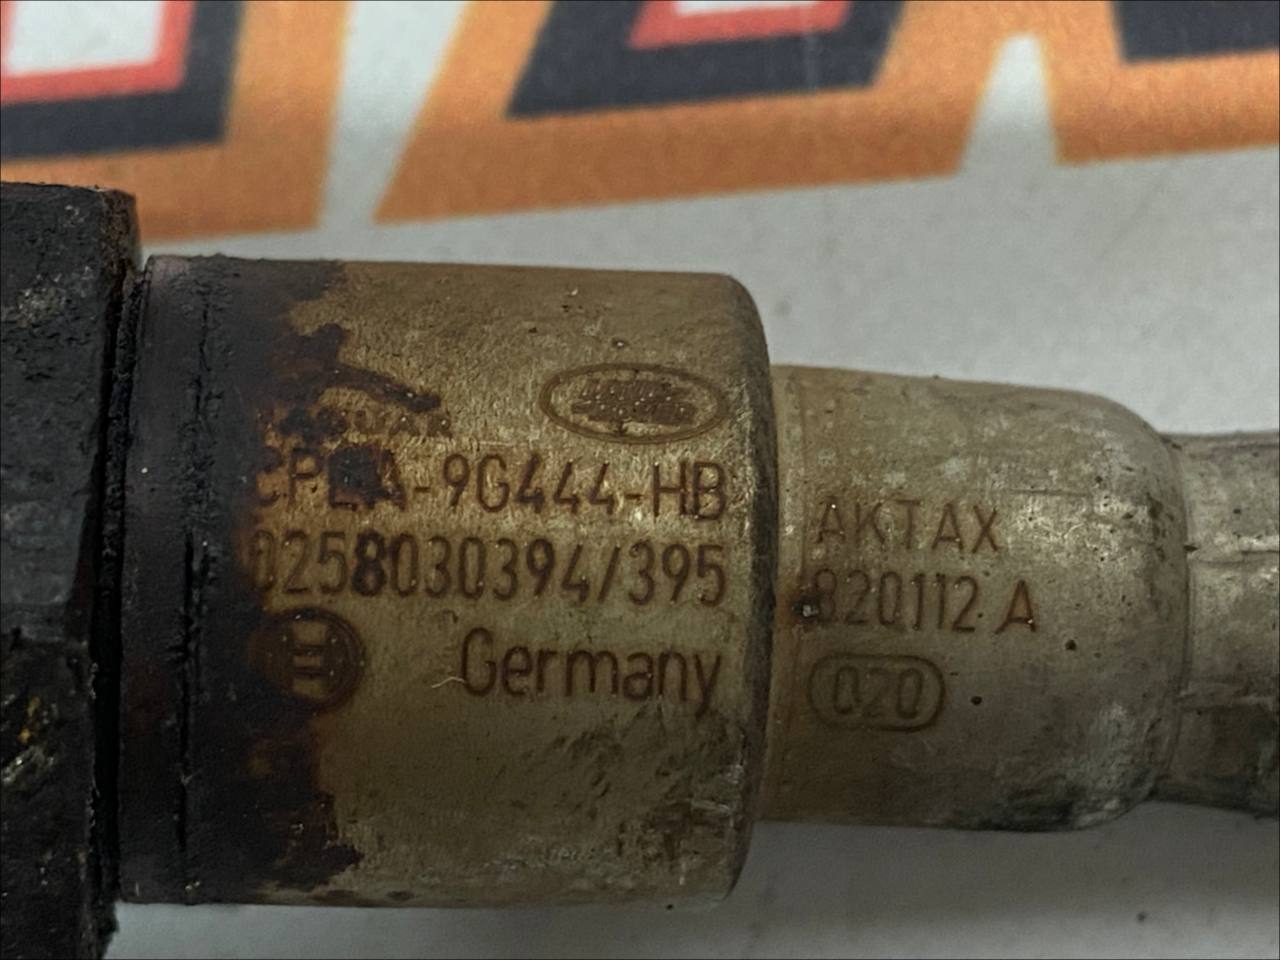 CPLA-9G444-HB
0258030394/395
Germany
AKTAX
820112 A
020